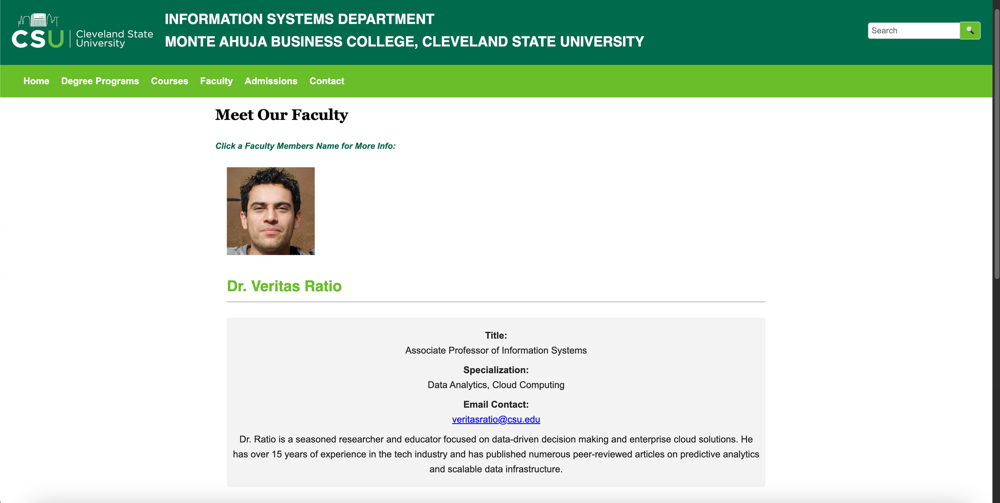 CSU
Cleveland State
University
INFORMATION SYSTEMS DEPARTMENT
MONTE AHUJA BUSINESS COLLEGE, CLEVELAND STATE UNIVERSITY
Search
Home Degree Programs Courses Faculty Admissions Contact
Meet Our Faculty
Click a Faculty Members Name for More Info:
Dr. Veritas Ratio
Title:
Associate Professor of Information Systems
Specialization:
Data Analytics, Cloud Computing
Email Contact:
veritasratio@csu.edu
Dr. Ratio is a seasoned researcher and educator focused on data-driven decision making and enterprise cloud solutions. He
has over 15 years of experience in the tech industry and has published numerous peer-reviewed articles on predictive analytics
and scalable data infrastructure.